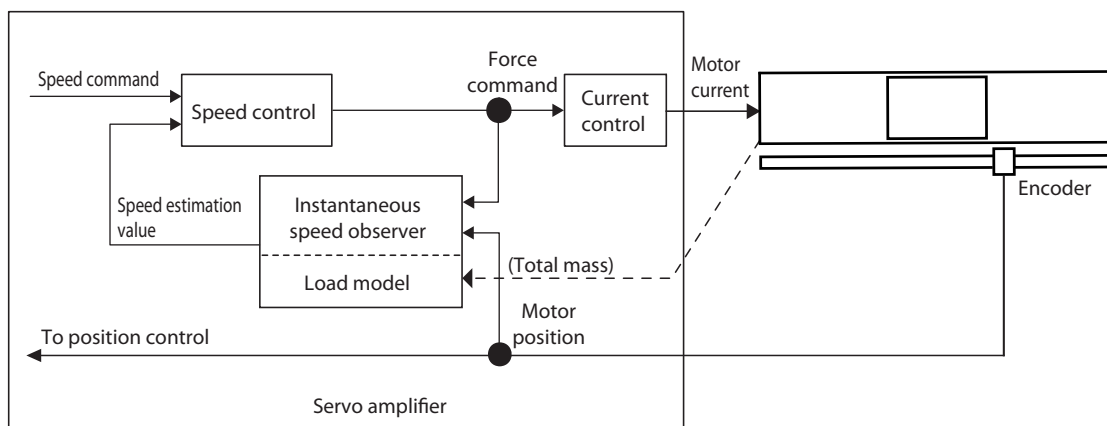 Speed command
Speed control
Force
command
Current
control
Motor
current
Encoder
Speed estimation
value
Instantaneous
speed observer
Load model
(Total mass)
Motor
position
To position control
Servo amplifier